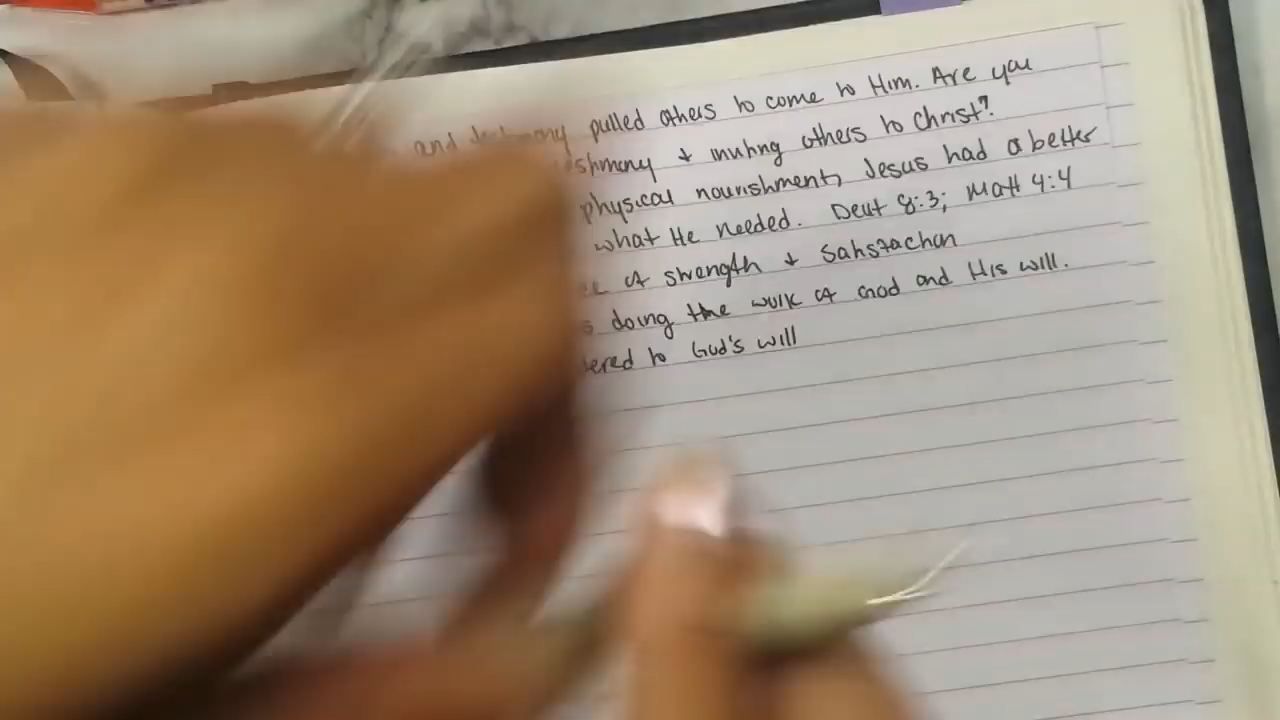 and testimony pulled others to come to Him. Are you
& inviting others to Christ?
physical nourishment, Jesus had a better
what He needed. Deut 8:3; Matt 4:4
of strength & satisfaction
doing the work of God and His will.
to God's will